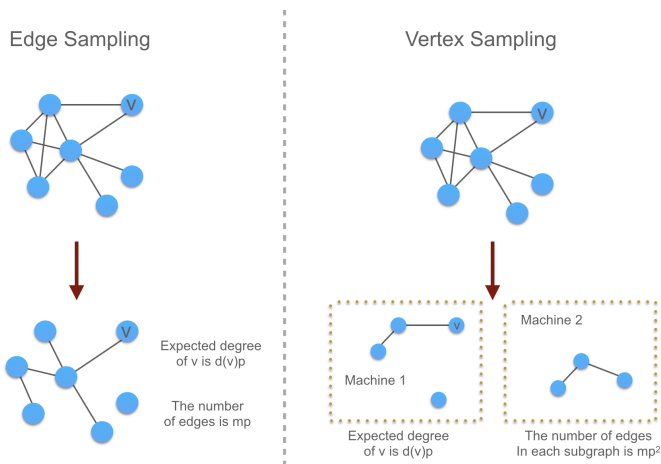 Edge Sampling
V
V
Expected degree
of v is d(v)p
The number
of edges is mp
Vertex Sampling
V
V
Machine 1
Machine 2
Expected degree
of v is d(v)p
The number of edges
In each subgraph is mp²